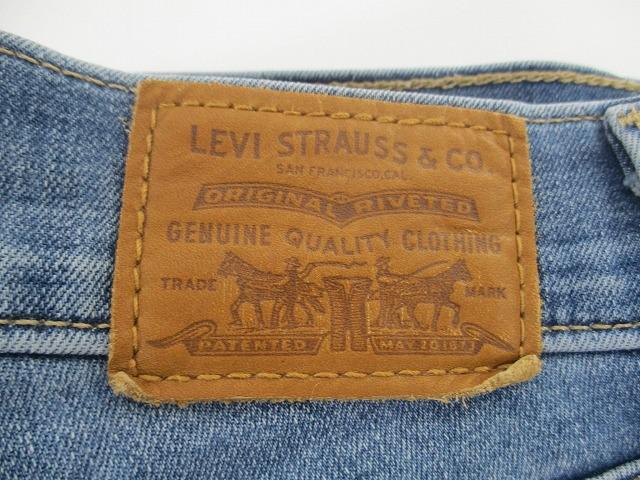 LEVI STRAUSS & CO.
SAN FRANCISCO, CAL.
ORIGINAL RIVETED
GENUINE QUALITY CLOTHING
TRADE MARK
PATENTED MAY 20 1873